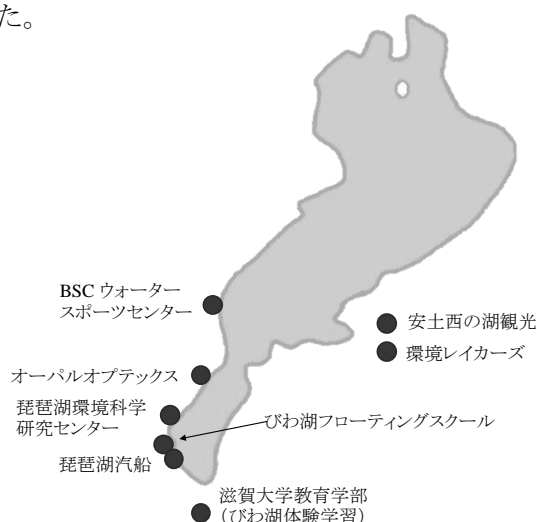 た。
BSC ウォーター
スポーツセンター
安土西の湖観光
環境レイカーズ
オーパルオプテックス
琵琶湖環境科学
研究センター
びわ湖フローティングスクール
琵琶湖汽船
滋賀大学教育学部
(びわ湖体験学習)